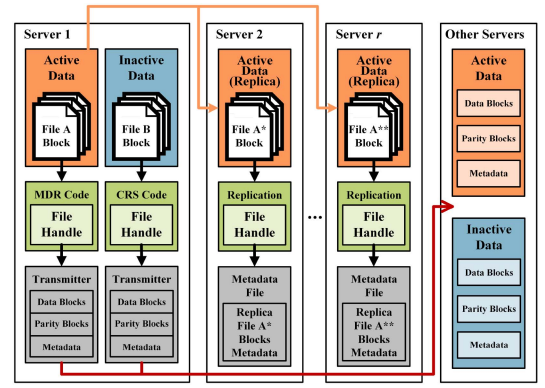 Server 1
Active
Data
File A
Block
MDR Code
File
Handle
Transmitter
Data Blocks
Parity Blocks
Metadata
Inactive
Data
File B
Block
CRS Code
File
Handle
Transmitter
Data Blocks
Parity Blocks
Metadata
Server 2
Active
Data
(Replica)
File A*
Block
Replication
File
Handle
Metadata
File
Replica
File A*
Blocks
Metadata
...
Server r
Active
Data
(Replica)
File A**
Block
Replication
File
Handle
Metadata
File
Replica
File A**
Blocks
Metadata
Other Servers
Active
Data
Data Blocks
Parity Blocks
Metadata
Inactive
Data
Data Blocks
Parity Blocks
Metadata